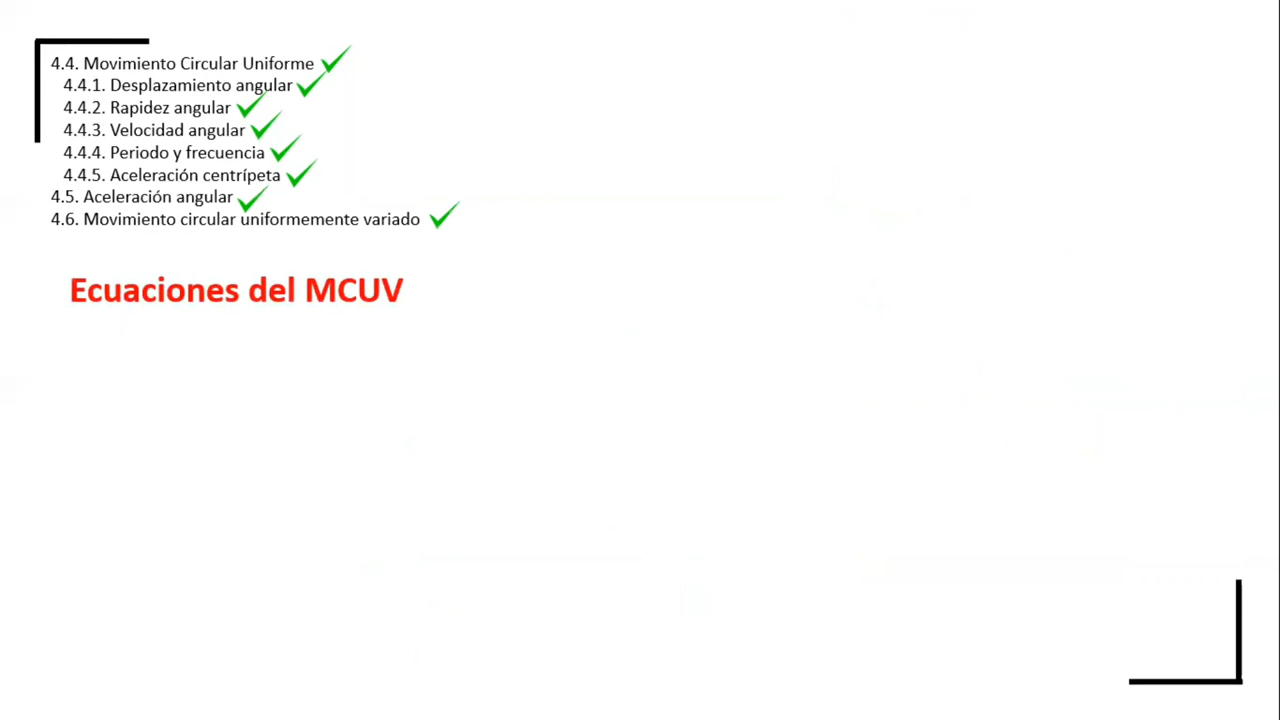 4.4. Movimiento Circular Uniforme
4.4.1. Desplazamiento angular
4.4.2. Rapidez angular
4.4.3. Velocidad angular
4.4.4. Periodo y frecuencia
4.4.5. Aceleración centrípeta
4.5. Aceleración angular
4.6. Movimiento circular uniformemente variado
Ecuaciones del MCUV